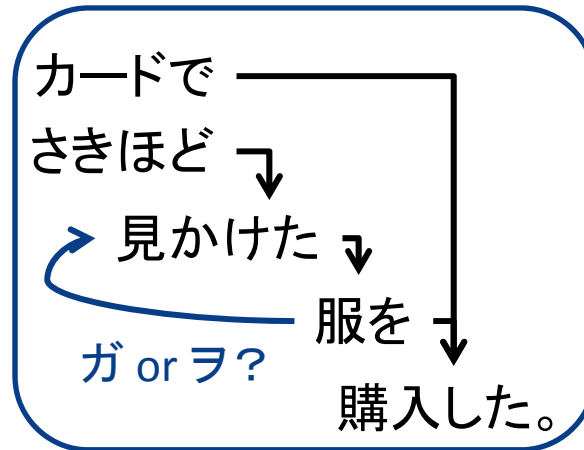 カードで
さきほど
見かけた
服を
ガ or ヲ?
購入した。